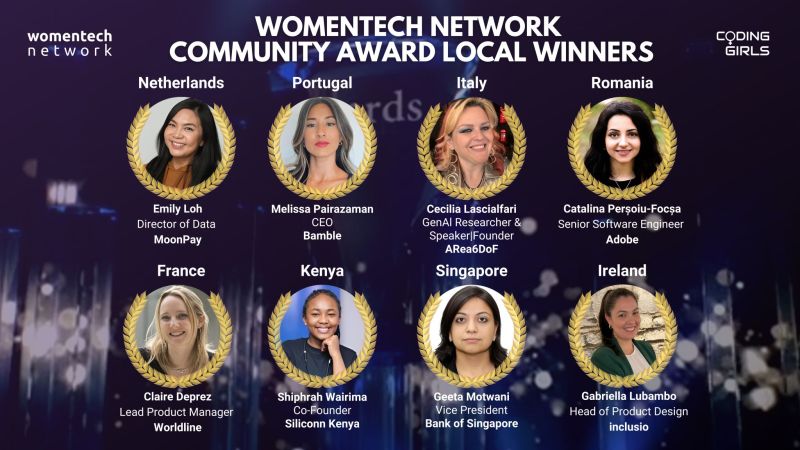 womentech
network
WOMENTECH NETWORK
COMMUNITY AWARD LOCAL WINNERS
CODING
GIRLS
Netherlands
Portugal
Italy
Romania
rds
Emily Loh
Director of Data
MoonPay
Melissa Pairazaman
CEO
Bamble
Cecilia Lascialfari
GenAI Researcher &
Speaker|Founder
ARea6DoF
Catalina Perșoiu-Focșa
Senior Software Engineer
Adobe
France
Kenya
Singapore
Ireland
Claire Deprez
Lead Product Manager
Worldline
Shiphrah Wairima
Co-Founder
Siliconn Kenya
Geeta Motwani
Vice President
Bank of Singapore
Gabriella Lubambo
Head of Product Design
inclusio